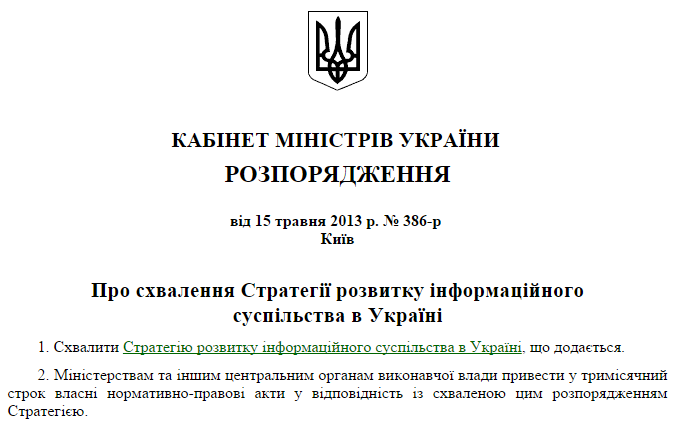 КАБІНЕТ МІНІСТРІВ УКРАЇНИ
РОЗПОРЯДЖЕННЯ
від 15 травня 2013 р. № 386-р
Київ
Про схвалення Стратегії розвитку інформаційного
суспільства в Україні
1. Схвалити Стратегію розвитку інформаційного суспільства в Україні, що додається.
2. Міністерствам та іншим центральним органам виконавчої влади привести у тримісячний
строк власні нормативно-правові акти у відповідність із схваленою цим розпорядженням
Стратегією.